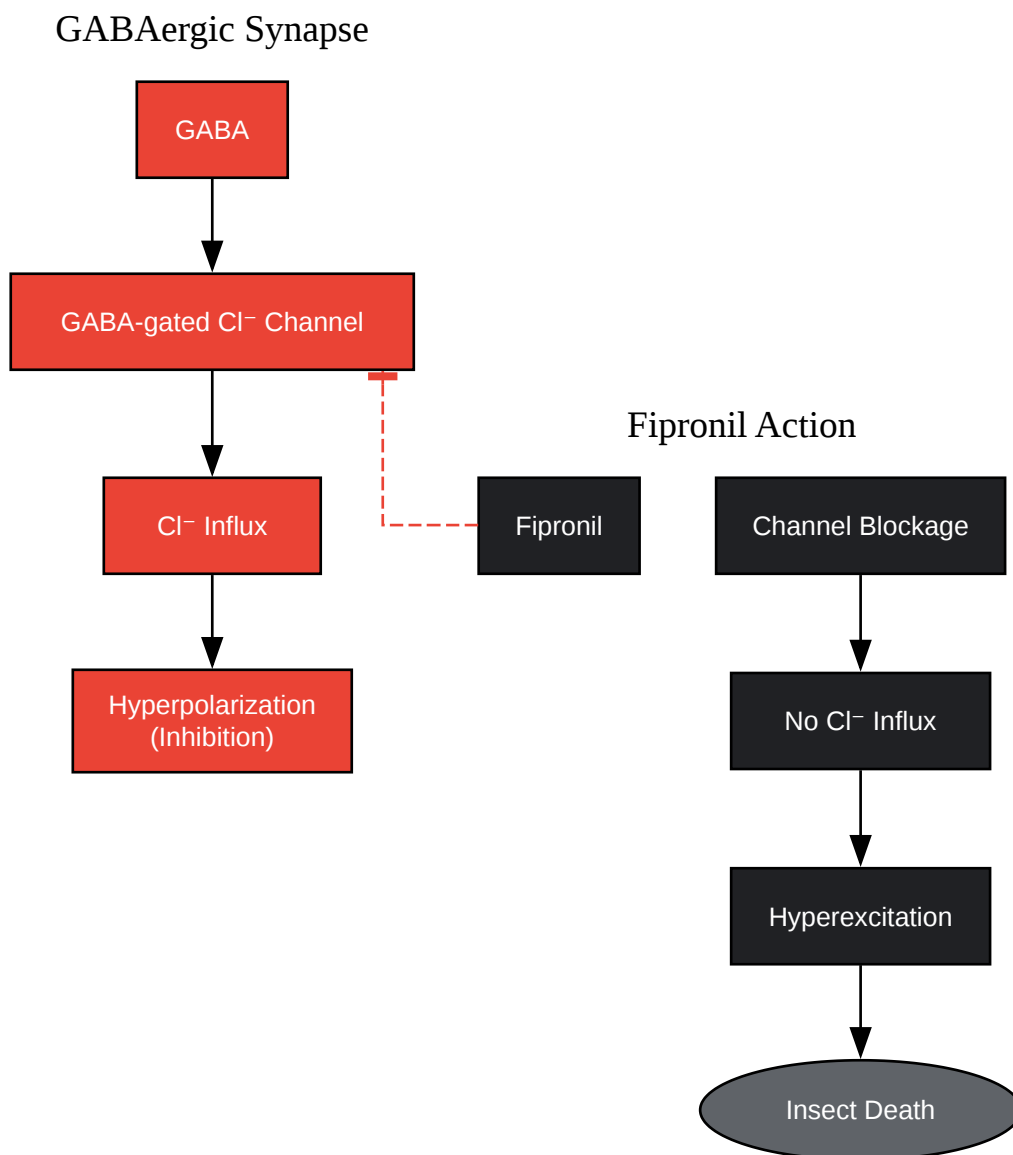 GABAergic Synapse
GABA
GABA-gated Cl⁻ Channel
Fipronil Action
Cl⁻ Influx
Fipronil
Channel Blockage
Hyperpolarization
(Inhibition)
No Cl⁻ Influx
Hyperexcitation
Insect Death